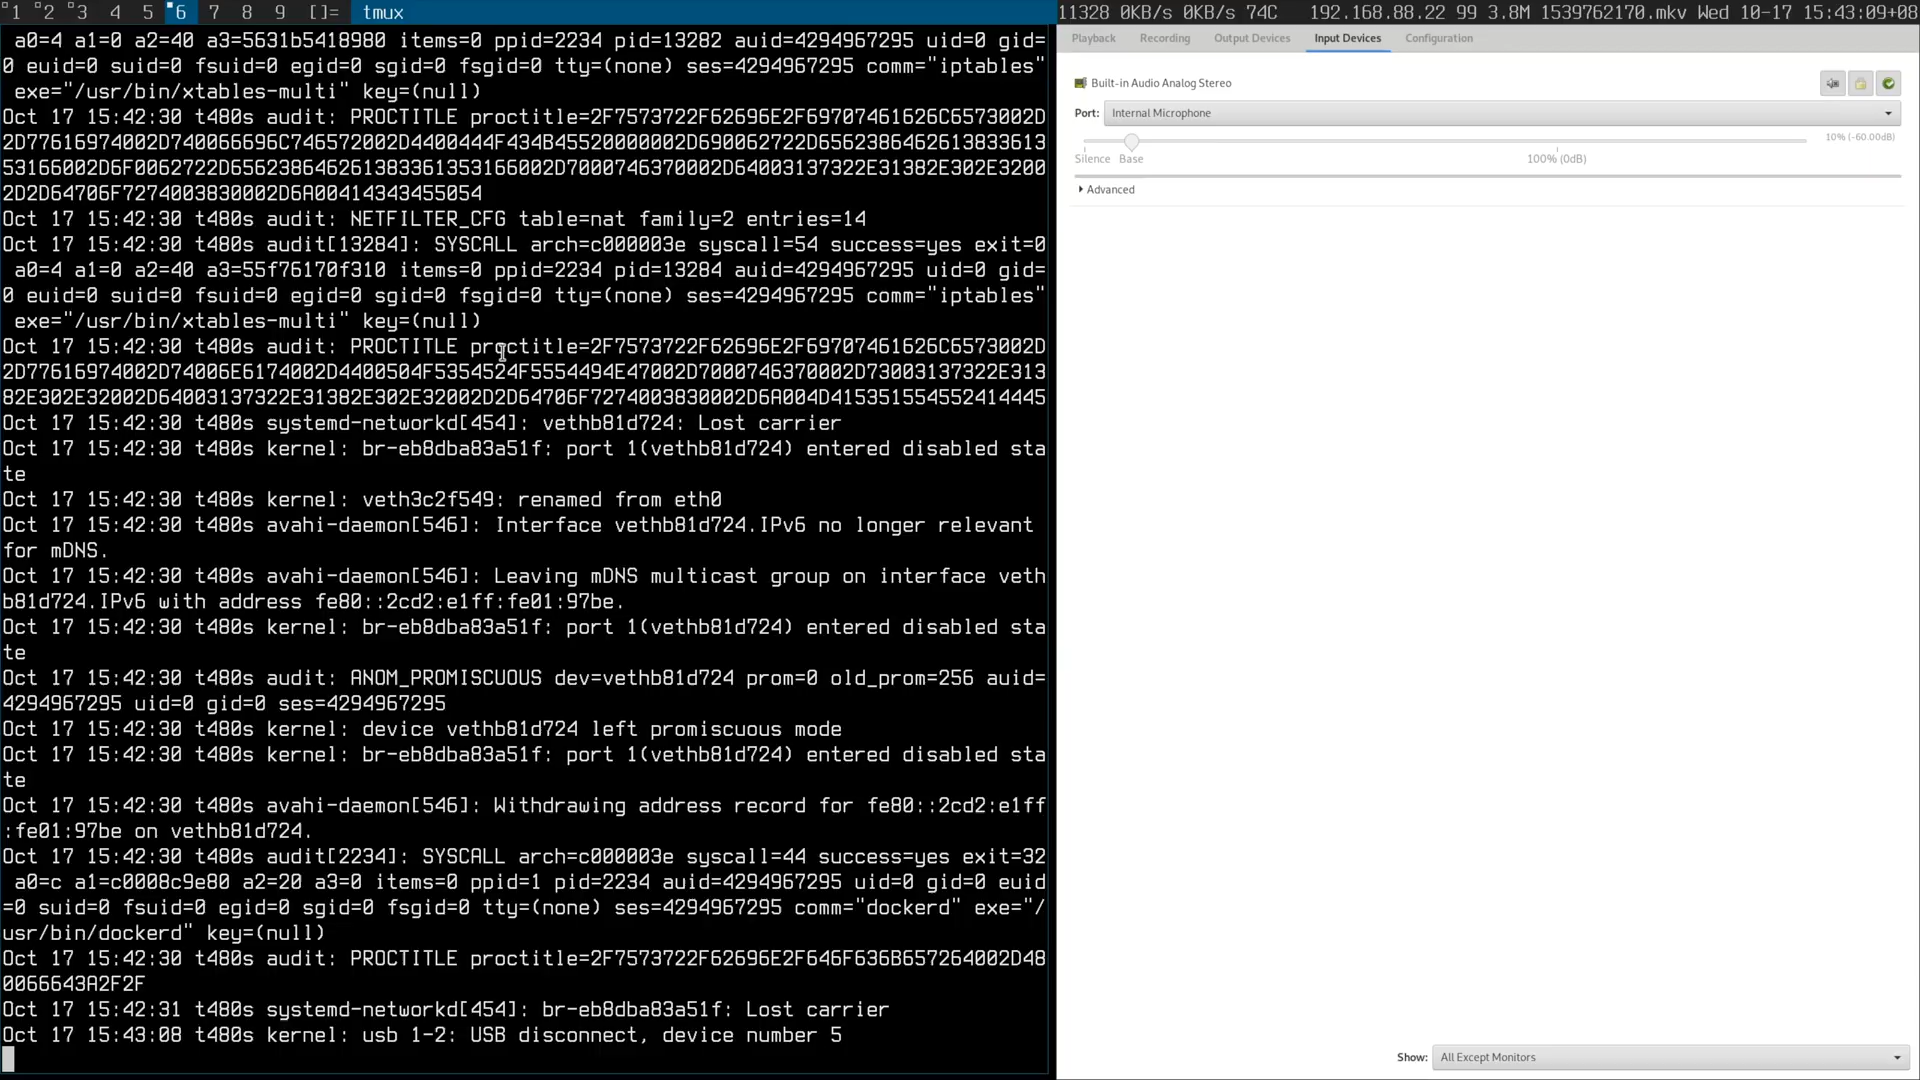 1 2 3 4 5 6 7 8 9 []= tmux
11328 0KB/s 0KB/s 74C 192.168.88.22 99 3.8M 1539762170.mkv Wed 10-17 15:43:09+08
a0=4 a1=0 a2=40 a3=5631b5418980 items=0 ppid=2234 pid=13282 auid=4294967295 uid=0 gid=
0 euid=0 suid=0 fsuid=0 egid=0 sgid=0 fsgid=0 tty=(none) ses=4294967295 comm="iptables"
exe="/usr/bin/xtables-multi" key=(null)
Oct 17 15:42:30 t480s audit: PROCTITLE proctitle=2F7573722F62696E2F69707461626C6573002D
2D77616974002D740066696C746572002D4400444F434B45520000002D690062722D6562386462613833613
53166002D6F0062722D656238646261383361353166002D7000746370002D64003137322E31382E302E3200
2D2D64706F7274003830002D6A00414343455054
Oct 17 15:42:30 t480s audit: NETFILTER_CFG table=nat family=2 entries=14
Oct 17 15:42:30 t480s audit[13284]: SYSCALL arch=c000003e syscall=54 success=yes exit=0
a0=4 a1=0 a2=40 a3=55f76170f310 items=0 ppid=2234 pid=13284 auid=4294967295 uid=0 gid=
0 euid=0 suid=0 fsuid=0 egid=0 sgid=0 fsgid=0 tty=(none) ses=4294967295 comm="iptables"
exe="/usr/bin/xtables-multi" key=(null)
Oct 17 15:42:30 t480s audit: PROCTITLE proctitle=2F7573722F62696E2F69707461626C6573002D
2D77616974002D74006E6174002D4400504F5354524F5554494E47002D7000746370002D73003137322E313
82E302E32002D64003137322E31382E302E32002D2D64706F7274003830002D6A004D415351554552414445
Oct 17 15:42:30 t480s systemd-networkd[454]: vethb81d724: Lost carrier
Oct 17 15:42:30 t480s kernel: br-eb8dba83a51f: port 1(vethb81d724) entered disabled sta
te
Oct 17 15:42:30 t480s kernel: veth3c2f549: renamed from eth0
Oct 17 15:42:30 t480s avahi-daemon[546]: Interface vethb81d724.IPv6 no longer relevant
for mDNS.
Oct 17 15:42:30 t480s avahi-daemon[546]: Leaving mDNS multicast group on interface veth
b81d724.IPv6 with address fe80::2cd2:e1ff:fe01:97be.
Oct 17 15:42:30 t480s kernel: br-eb8dba83a51f: port 1(vethb81d724) entered disabled sta
te
Oct 17 15:42:30 t480s audit: ANOM_PROMISCUOUS dev=vethb81d724 prom=0 old_prom=256 auid=
4294967295 uid=0 gid=0 ses=4294967295
Oct 17 15:42:30 t480s kernel: device vethb81d724 left promiscuous mode
Oct 17 15:42:30 t480s kernel: br-eb8dba83a51f: port 1(vethb81d724) entered disabled sta
te
Oct 17 15:42:30 t480s avahi-daemon[546]: Withdrawing address record for fe80::2cd2:e1ff
:fe01:97be on vethb81d724.
Oct 17 15:42:30 t480s audit[2234]: SYSCALL arch=c000003e syscall=44 success=yes exit=32
a0=c a1=c0008c9e80 a2=20 a3=0 items=0 ppid=1 pid=2234 auid=4294967295 uid=0 gid=0 euid
=0 suid=0 fsuid=0 egid=0 sgid=0 fsgid=0 tty=(none) ses=4294967295 comm="dockerd" exe="/
usr/bin/dockerd" key=(null)
Oct 17 15:42:30 t480s audit: PROCTITLE proctitle=2F7573722F62696E2F646F636B657264002D48
0066643A2F2F
Oct 17 15:42:31 t480s systemd-networkd[454]: br-eb8dba83a51f: Lost carrier
Oct 17 15:43:08 t480s kernel: usb 1-2: USB disconnect, device number 5
Playback Recording Output Devices Input Devices Configuration
Built-in Audio Analog Stereo
Port: Internal Microphone
10% (-60.00dB)
Silence Base 100% (0dB)
Advanced
Show: All Except Monitors